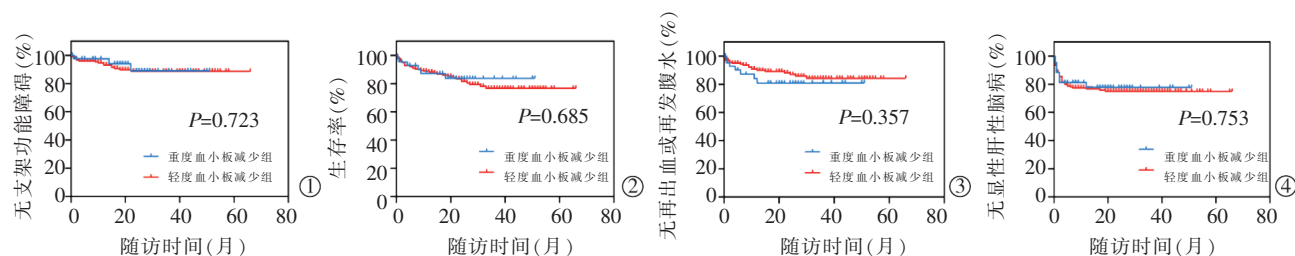 无支架功能障碍(%)
100
80
60
40
20
0
P=0.723
重度血小板减少组
轻度血小板减少组
①
0 20 40 60 80
随访时间(月)
生存率(%)
100
80
60
40
20
0
P=0.685
重度血小板减少组
轻度血小板减少组
②
0 20 40 60 80
随访时间(月)
无再出血或再发腹水(%)
100
80
60
40
20
0
P=0.357
重度血小板减少组
轻度血小板减少组
③
0 20 40 60 80
随访时间(月)
无显性肝性脑病(%)
100
80
60
40
20
0
P=0.753
重度血小板减少组
轻度血小板减少组
④
0 20 40 60 80
随访时间(月)